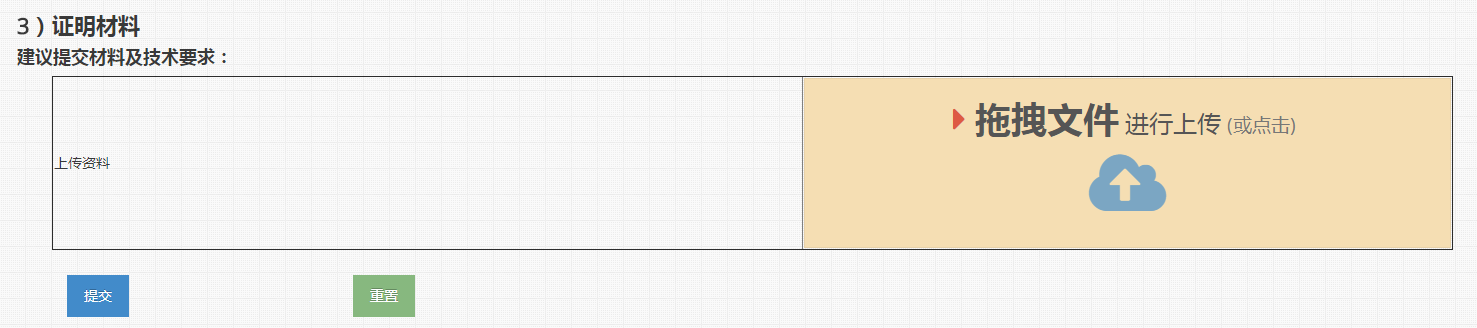 3）证明材料
建议提交材料及技术要求：
上传资料
拖拽文件 进行上传 (或点击)
提交
重置